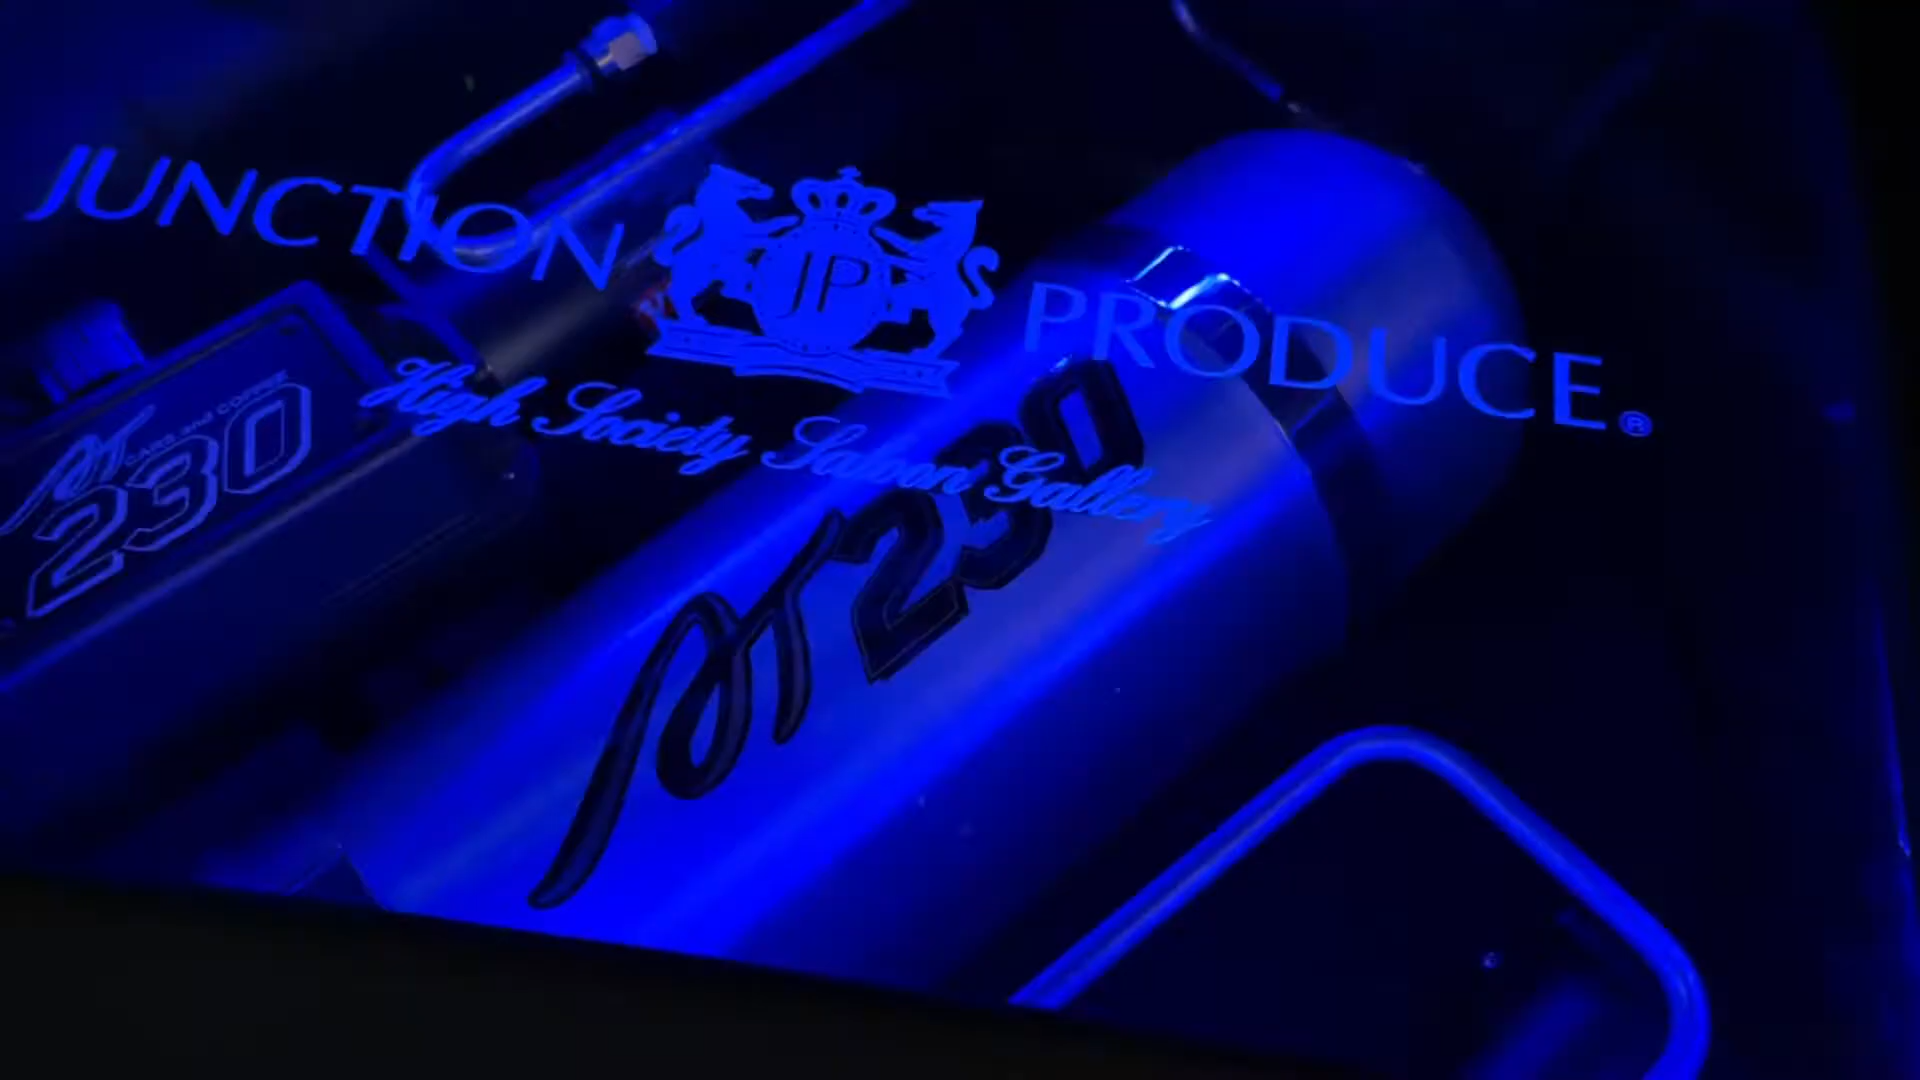 JUNCTION JP PRODUCE®
High Society Saloon Gallery
CARS and COFFEE
230
230